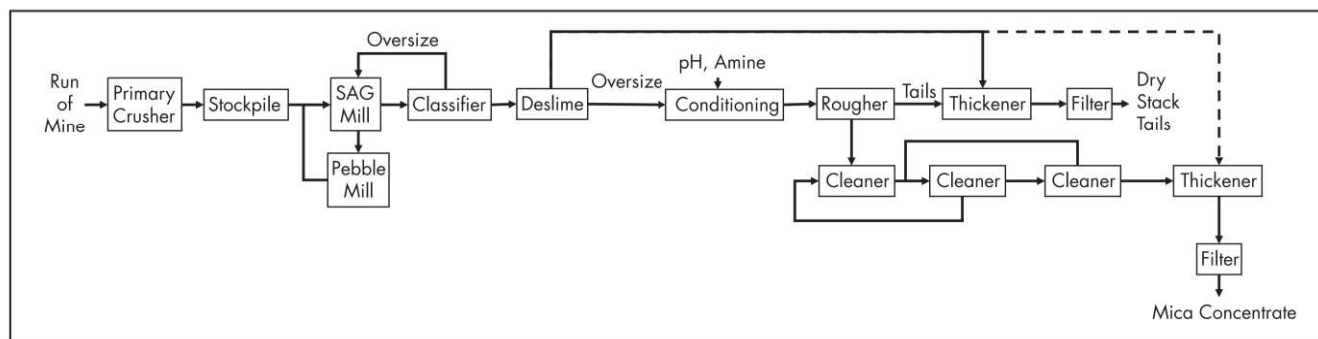 Oversize
Run
of
Mine
Primary
Crusher
Stockpile
SAG
Mill
Classifier
Deslime
Oversize
pH, Amine
Conditioning
Rougher
Tails
Thickener
Filter
Dry
Stack
Tails
Pebble
Mill
Cleaner
Cleaner
Cleaner
Thickener
Filter
Mica Concentrate